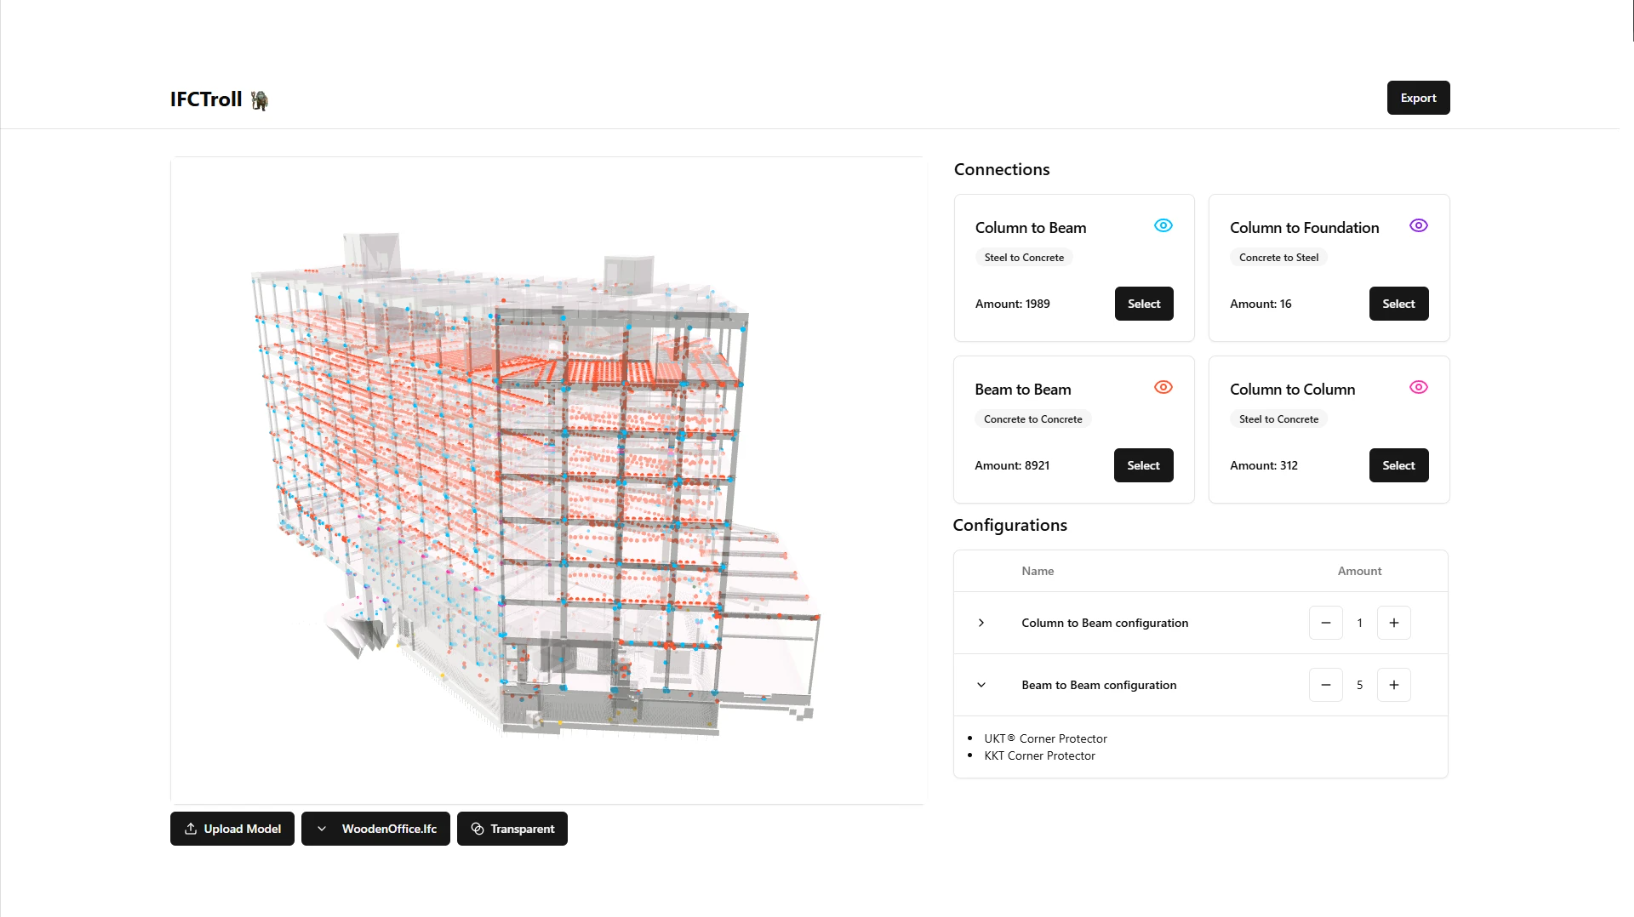 IFCTroll
Export
Connections
Column to Beam
Steel to Concrete
Amount: 1989
Select
Column to Foundation
Concrete to Steel
Amount: 16
Select
Beam to Beam
Concrete to Concrete
Amount: 8921
Select
Column to Column
Steel to Concrete
Amount: 312
Select
Configurations
Name Amount
Column to Beam configuration 1
Beam to Beam configuration 5
UKT® Corner Protector
KKT Corner Protector
Upload Model
WoodenOffice.ifc
Transparent